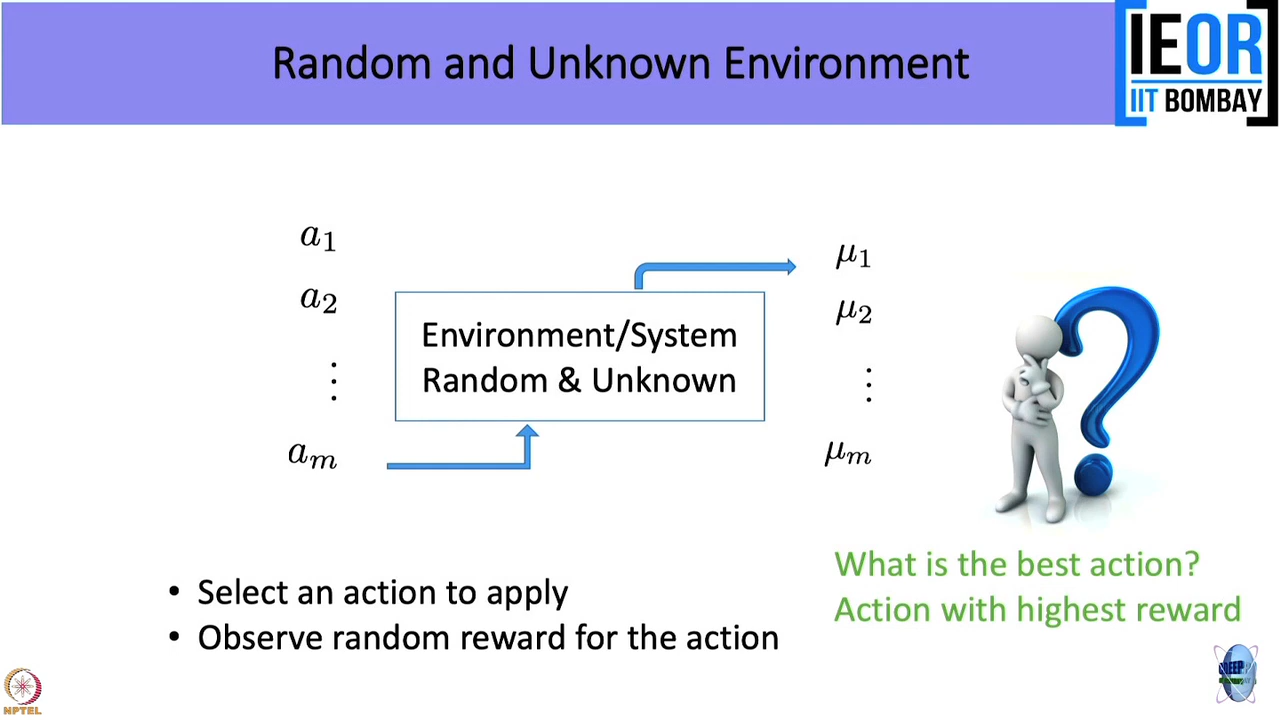 Random and Unknown Environment
IEOR
IIT BOMBAY
a₁
a₂
⋮
aₘ
Environment/System
Random & Unknown
μ₁
μ₂
⋮
μₘ
What is the best action?
Action with highest reward
• Select an action to apply
• Observe random reward for the action
NPTEL